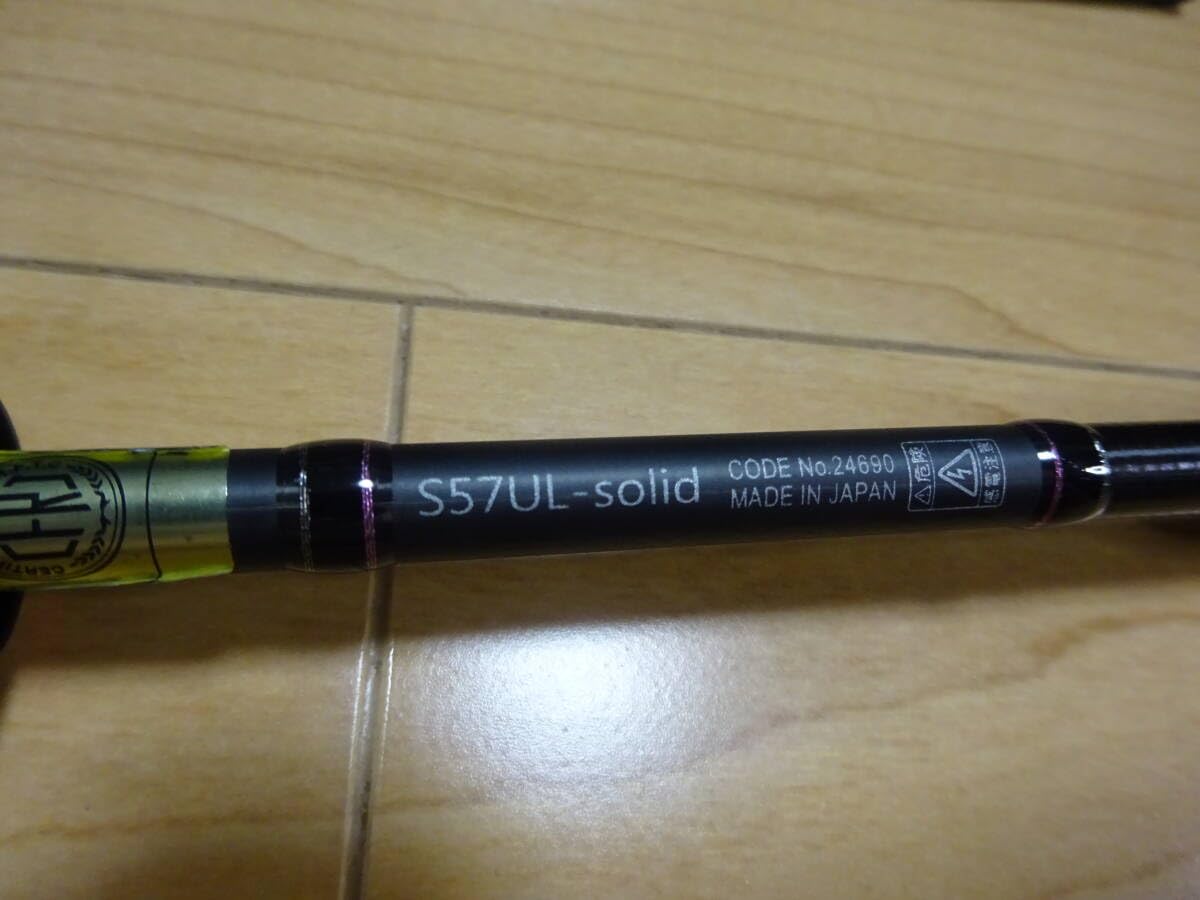 S57UL-solid
CODE No.24690
MADE IN JAPAN
危険
感電注意